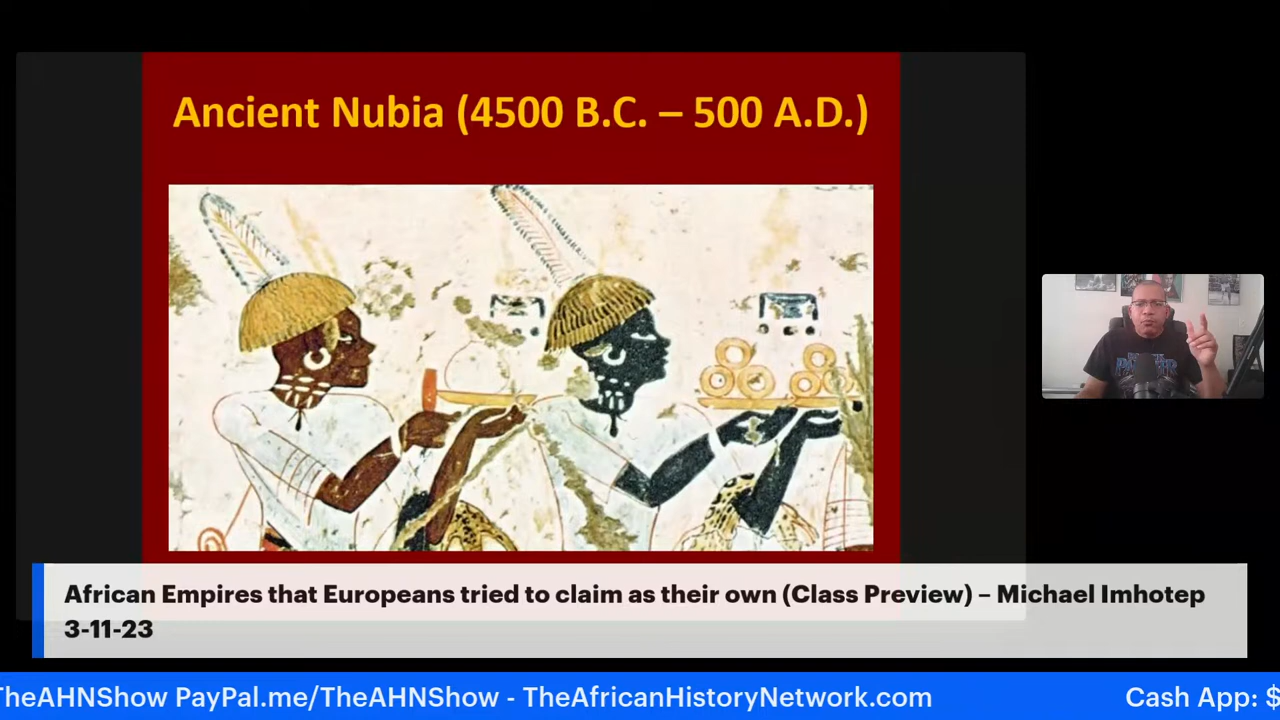 Ancient Nubia (4500 B.C. – 500 A.D.)
African Empires that Europeans tried to claim as their own (Class Preview) – Michael Imhotep
3-11-23
TheAHNShow PayPal.me/TheAHNShow - TheAfricanHistoryNetwork.com Cash App: $